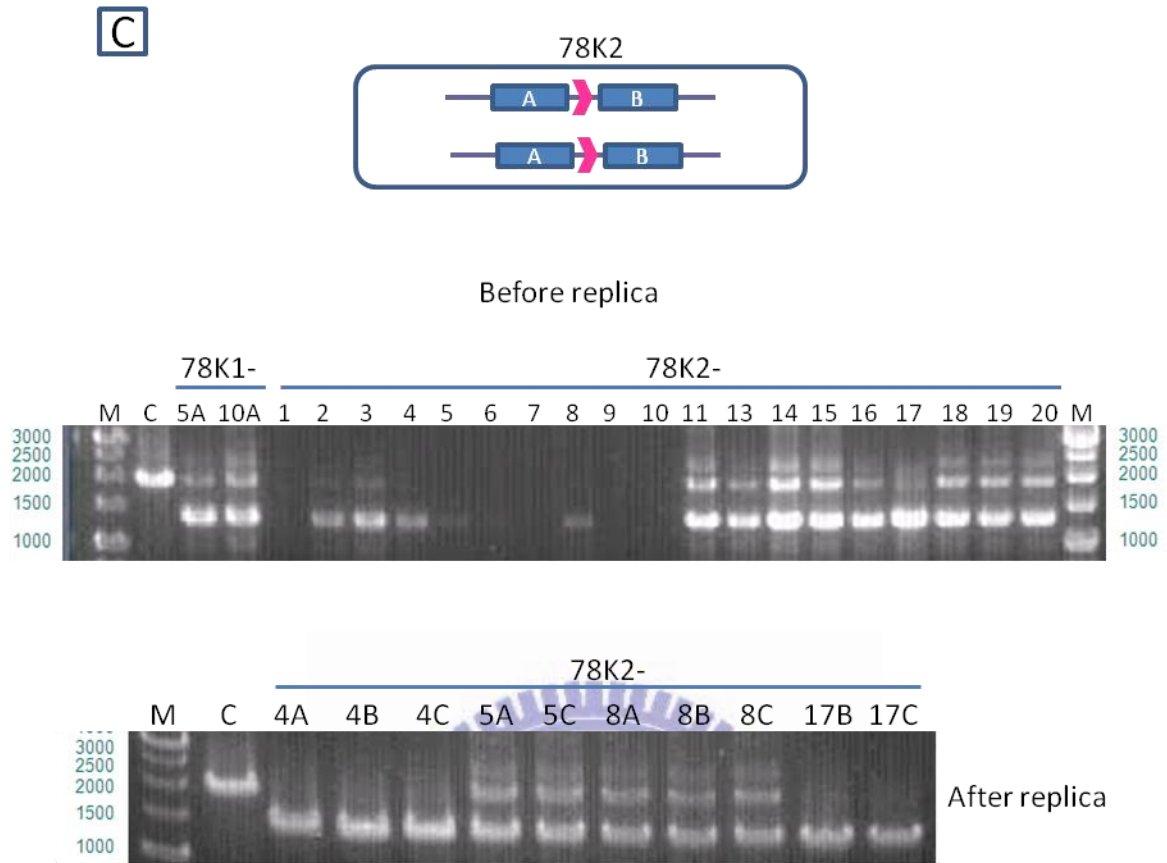 C
78K2
A B
A B
Before replica
78K1- 78K2-
M C 5A 10A 1 2 3 4 5 6 7 8 9 10 11 13 14 15 16 17 18 19 20 M
3000 3000
2500 2500
2000 2000
1500 1500
1000 1000
78K2-
M C 4A 4B 4C 5A 5C 8A 8B 8C 17B 17C
3000
2500
2000
1500
1000
After replica